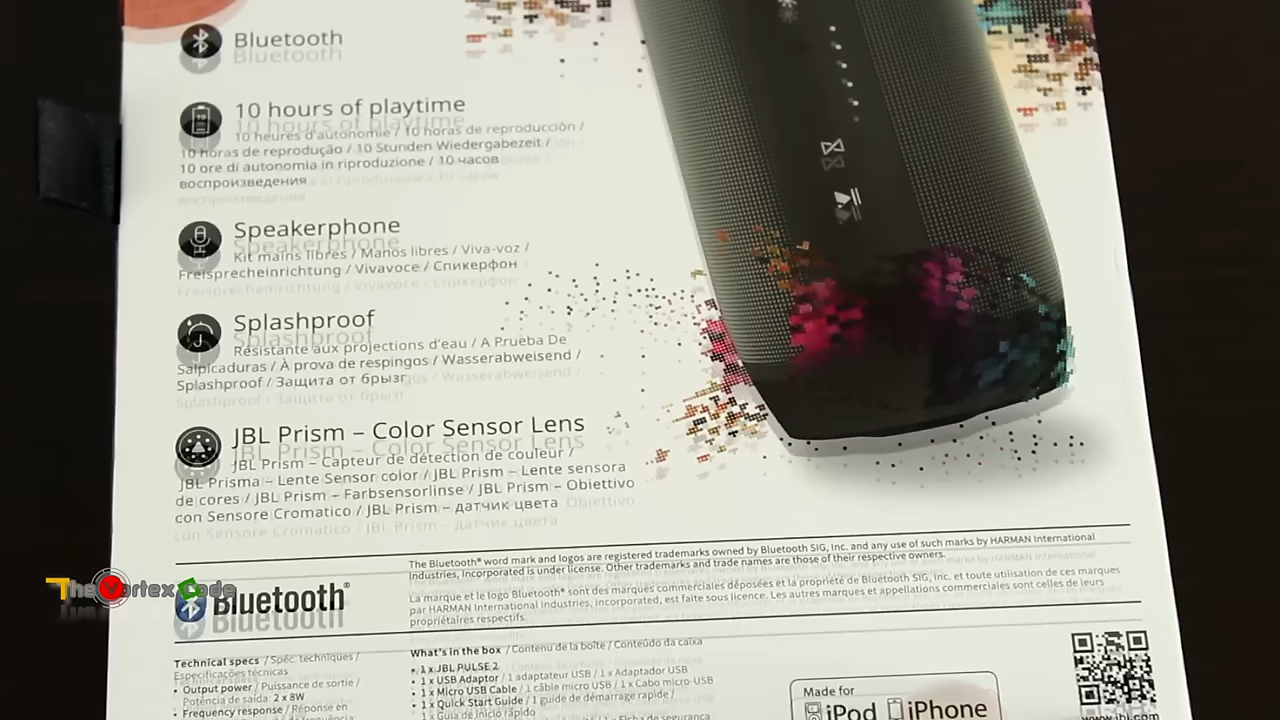 Bluetooth
10 hours of playtime
10 heures d'autonomie / 10 horas de reproducción /
10 horas de reprodução / 10 Stunden Wiedergabezeit /
10 ore di autonomia in riproduzione / 10 часов
воспроизведения
Speakerphone
Kit mains libres / Manos libres / Viva-voz /
Freisprecheinrichtung / Vivavoce / Спикерфон
Splashproof
Résistante aux projections d'eau / A Prueba De
Salpicaduras / À prova de respingos / Wasserabweisend /
Splashproof / Защита от брызг
JBL Prism – Color Sensor Lens
JBL Prism – Capteur de détection de couleur /
JBL Prisma – Lente Sensor color / JBL Prism – Lente sensora
de cores / JBL Prism – Farbsensorlinse / JBL Prism – Obiettivo
con Sensore Cromatico / JBL Prism – датчик цвета
The Bluetooth® word mark and logos are registered trademarks owned by Bluetooth SIG, Inc. and any use of such marks by HARMAN International
Industries, Incorporated is under license. Other trademarks and trade names are those of their respective owners.
La marque et le logo Bluetooth® sont des marques commerciales déposées et la propriété de Bluetooth SIG, Inc. et toute utilisation de ces marques
par HARMAN International Industries, Incorporated, est faite sous licence. Les autres marques et appellations commerciales sont celles de leurs
propriétaires respectifs.
The Vortex Code
Bluetooth®
Technical specs / Spéc. techniques /
Especificações técnicas
• Output power / Puissance de sortie /
Potência de saída: 2 x 8W
• Frequency response / Réponse en
What's in the box / Contenu de la boîte / Conteúdo da caixa
• 1 x JBL PULSE 2
• 1 x USB Adaptor / 1 adaptateur USB / 1 x Adaptador USB
• 1 x Micro USB Cable / 1 câble micro USB / 1 x Cabo micro-USB
• 1 x Quick Start Guide / 1 guide de démarrage rapide /
1 x Guia de início rápido
Made for
iPod iPhone
www.jbl.com